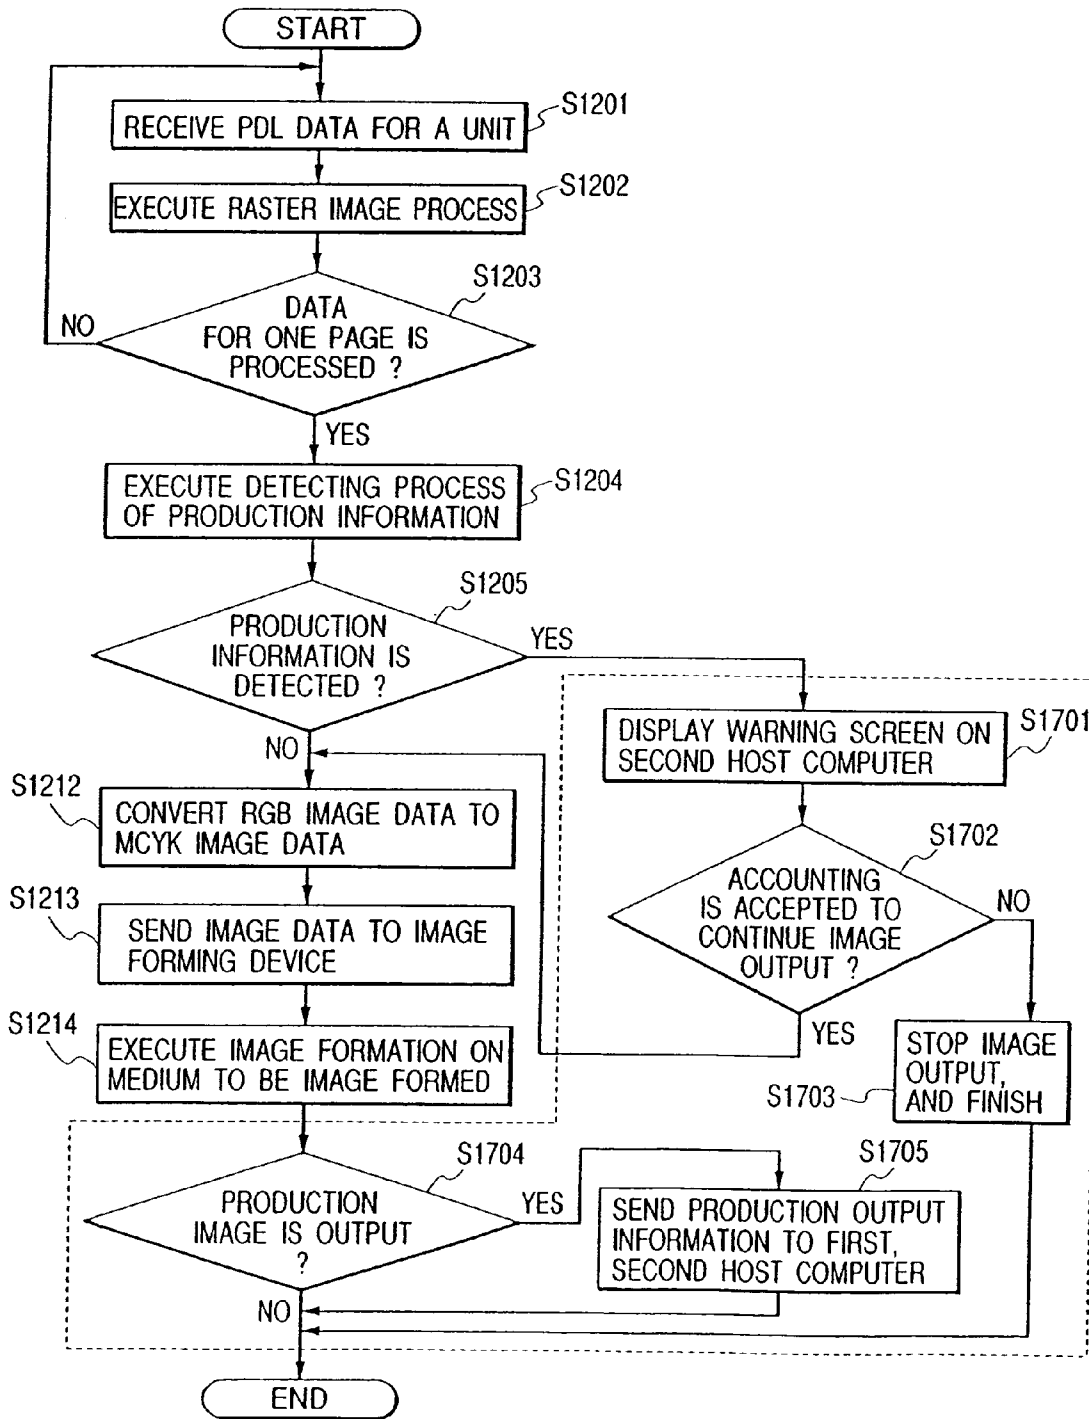 START
S1201
RECEIVE PDL DATA FOR A UNIT
S1202
EXECUTE RASTER IMAGE PROCESS
S1203
DATA
FOR ONE PAGE IS
PROCESSED ?
NO
YES
S1204
EXECUTE DETECTING PROCESS
OF PRODUCTION INFORMATION
S1205
PRODUCTION
INFORMATION IS
DETECTED ?
YES
NO
S1701
DISPLAY WARNING SCREEN ON
SECOND HOST COMPUTER
S1212
CONVERT RGB IMAGE DATA TO
MCYK IMAGE DATA
S1702
ACCOUNTING
IS ACCEPTED TO
CONTINUE IMAGE
OUTPUT ?
NO
YES
S1213
SEND IMAGE DATA TO IMAGE
FORMING DEVICE
S1214
EXECUTE IMAGE FORMATION ON
MEDIUM TO BE IMAGE FORMED
S1703
STOP IMAGE
OUTPUT,
AND FINISH
S1704
PRODUCTION
IMAGE IS OUTPUT
?
YES
NO
S1705
SEND PRODUCTION OUTPUT
INFORMATION TO FIRST,
SECOND HOST COMPUTER
END